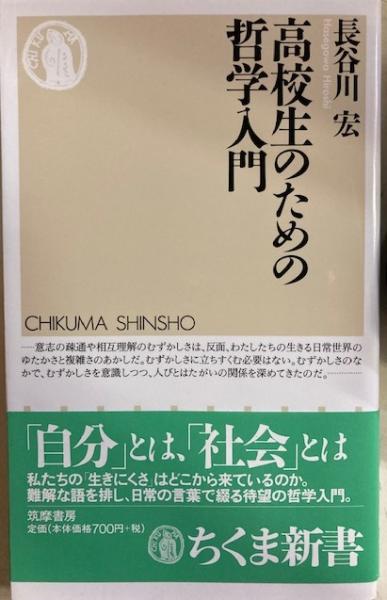 長谷川 宏
Hasegawa Hiroshi
高校生のための
哲学入門
CHIKUMA SHINSHO
……意志の疎通や相互理解のむずかしさは、反面、わたしたちの生きる日常世界の
ゆたかさと複雑さのあかしだ。むずかしさに立ちすくむ必要はない。むずかしさのな
かで、むずかしさを意識しつつ、人びとはたがいの関係を深めてきたのだ。…………
「自分」とは、「社会」とは
私たちの「生きにくさ」はどこから来ているのか。
難解な語を排し、日常の言葉で綴る待望の哲学入門。
筑摩書房
定価(本体価格700円+税)
ちくま新書